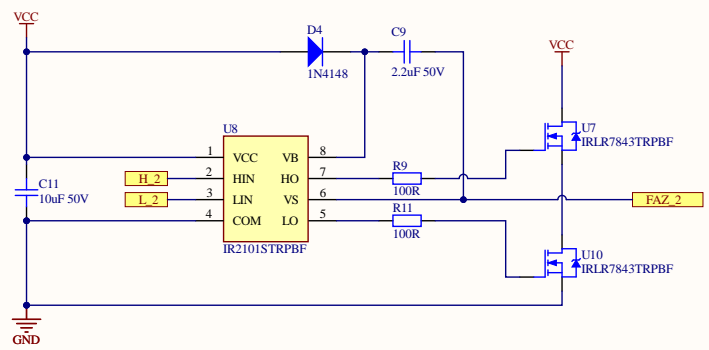 VCC
D4
1N4148
C9
2.2uF 50V
VCC
U8
U7
IRLR7843TRPBF
1 VCC VB 8
H_2 2 HIN HO 7 R9
100R
C11
10uF 50V
L_2 3 LIN VS 6 FAZ_2
4 COM LO 5 R11
100R
IR2101STRPBF
U10
IRLR7843TRPBF
GND